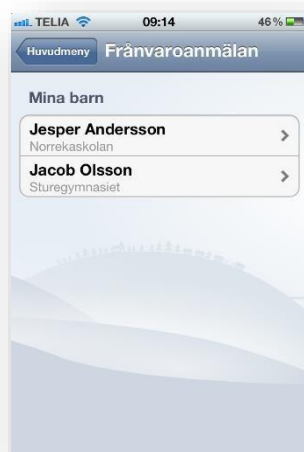 TELIA 09:14 46 %
Huvudmeny Frånvaroanmälan
Mina barn
Jesper Andersson
Norrekaskolan
Jacob Olsson
Sturegymnasiet